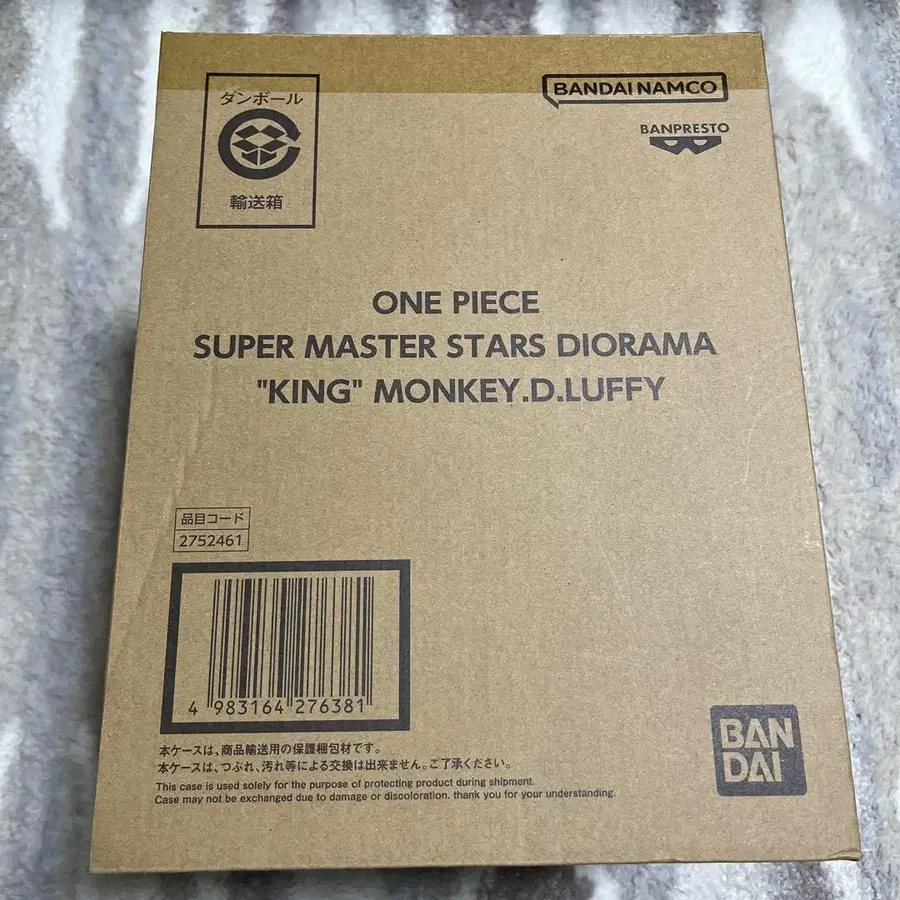 ダンボール
輸送箱
BANDAI NAMCO
BANPRESTO
ONE PIECE
SUPER MASTER STARS DIORAMA
"KING" MONKEY.D.LUFFY
品目コード
2752461
4 983164 276381
本ケースは、商品輸送用の保護梱包材です。
本ケースは、つぶれ、汚れ等による交換は出来ません。ご了承ください。
This case is used solely for the purpose of protecting product during shipment.
Case may not be exchanged due to damage or discoloration. thank you for your understanding.
BAN
DAI